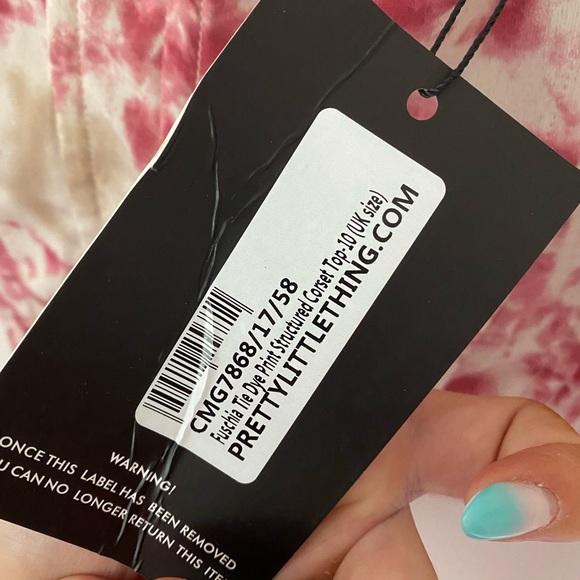 CMG7868/17/58
Fuschia Tie Dye Print Structured Corset Top-10 (UK size)
PRETTYLITTLETHING.COM
WARNING!
ONCE THIS LABEL HAS BEEN REMOVED
U CAN NO LONGER RETURN THIS ITE